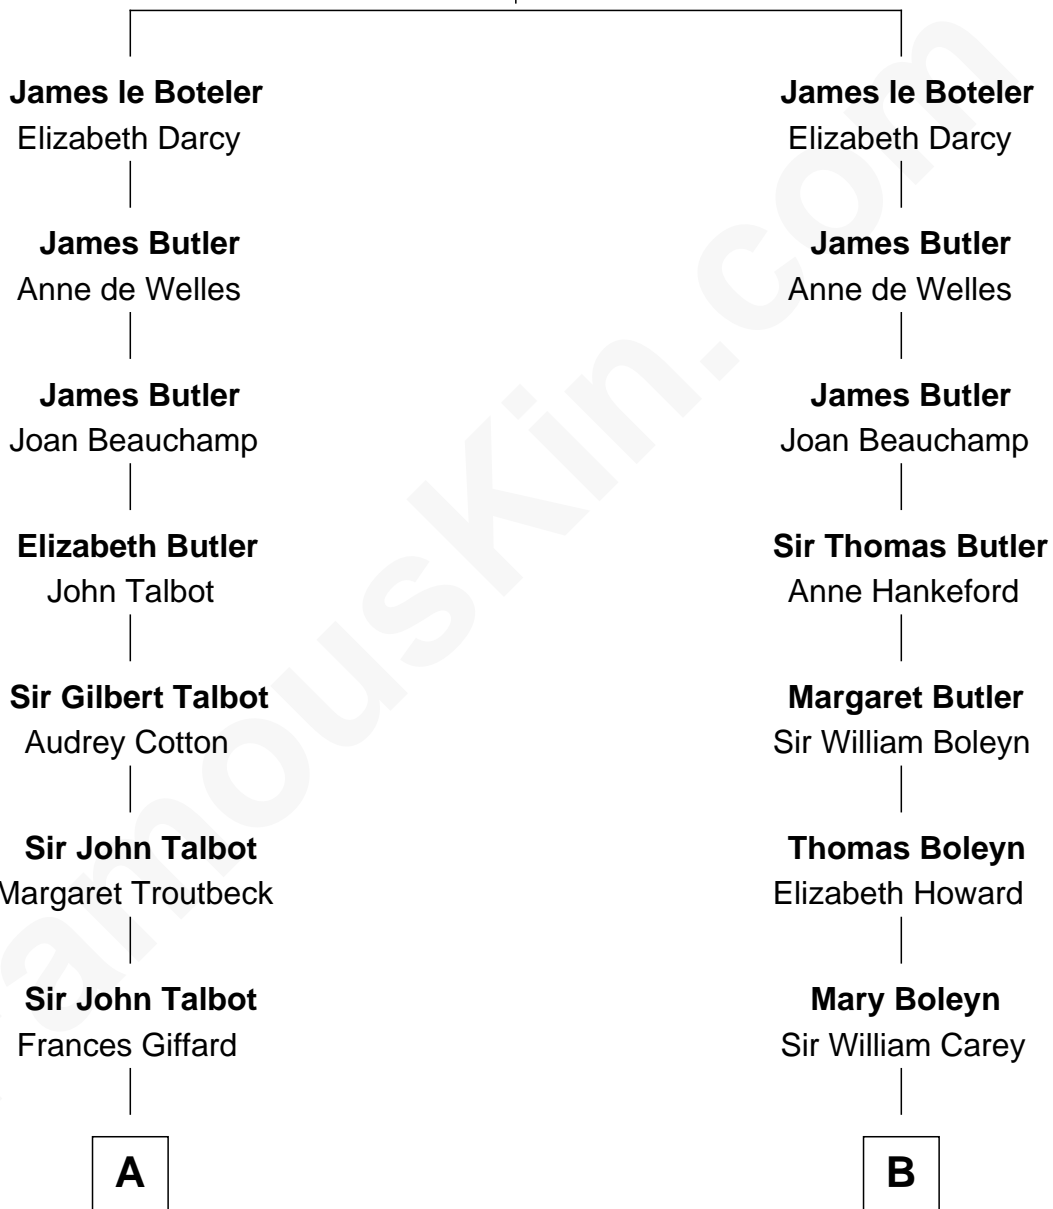 James le Boteler
Elizabeth Darcy
James Butler
Anne de Welles
James Butler
Joan Beauchamp
Elizabeth Butler
John Talbot
Sir Gilbert Talbot
Audrey Cotton
Sir John Talbot
Margaret Troutbeck
Sir John Talbot
Frances Giffard
A
James le Boteler
Elizabeth Darcy
James Butler
Anne de Welles
James Butler
Joan Beauchamp
Sir Thomas Butler
Anne Hankeford
Margaret Butler
Sir William Boleyn
Thomas Boleyn
Elizabeth Howard
Mary Boleyn
Sir William Carey
B
amouskin.com